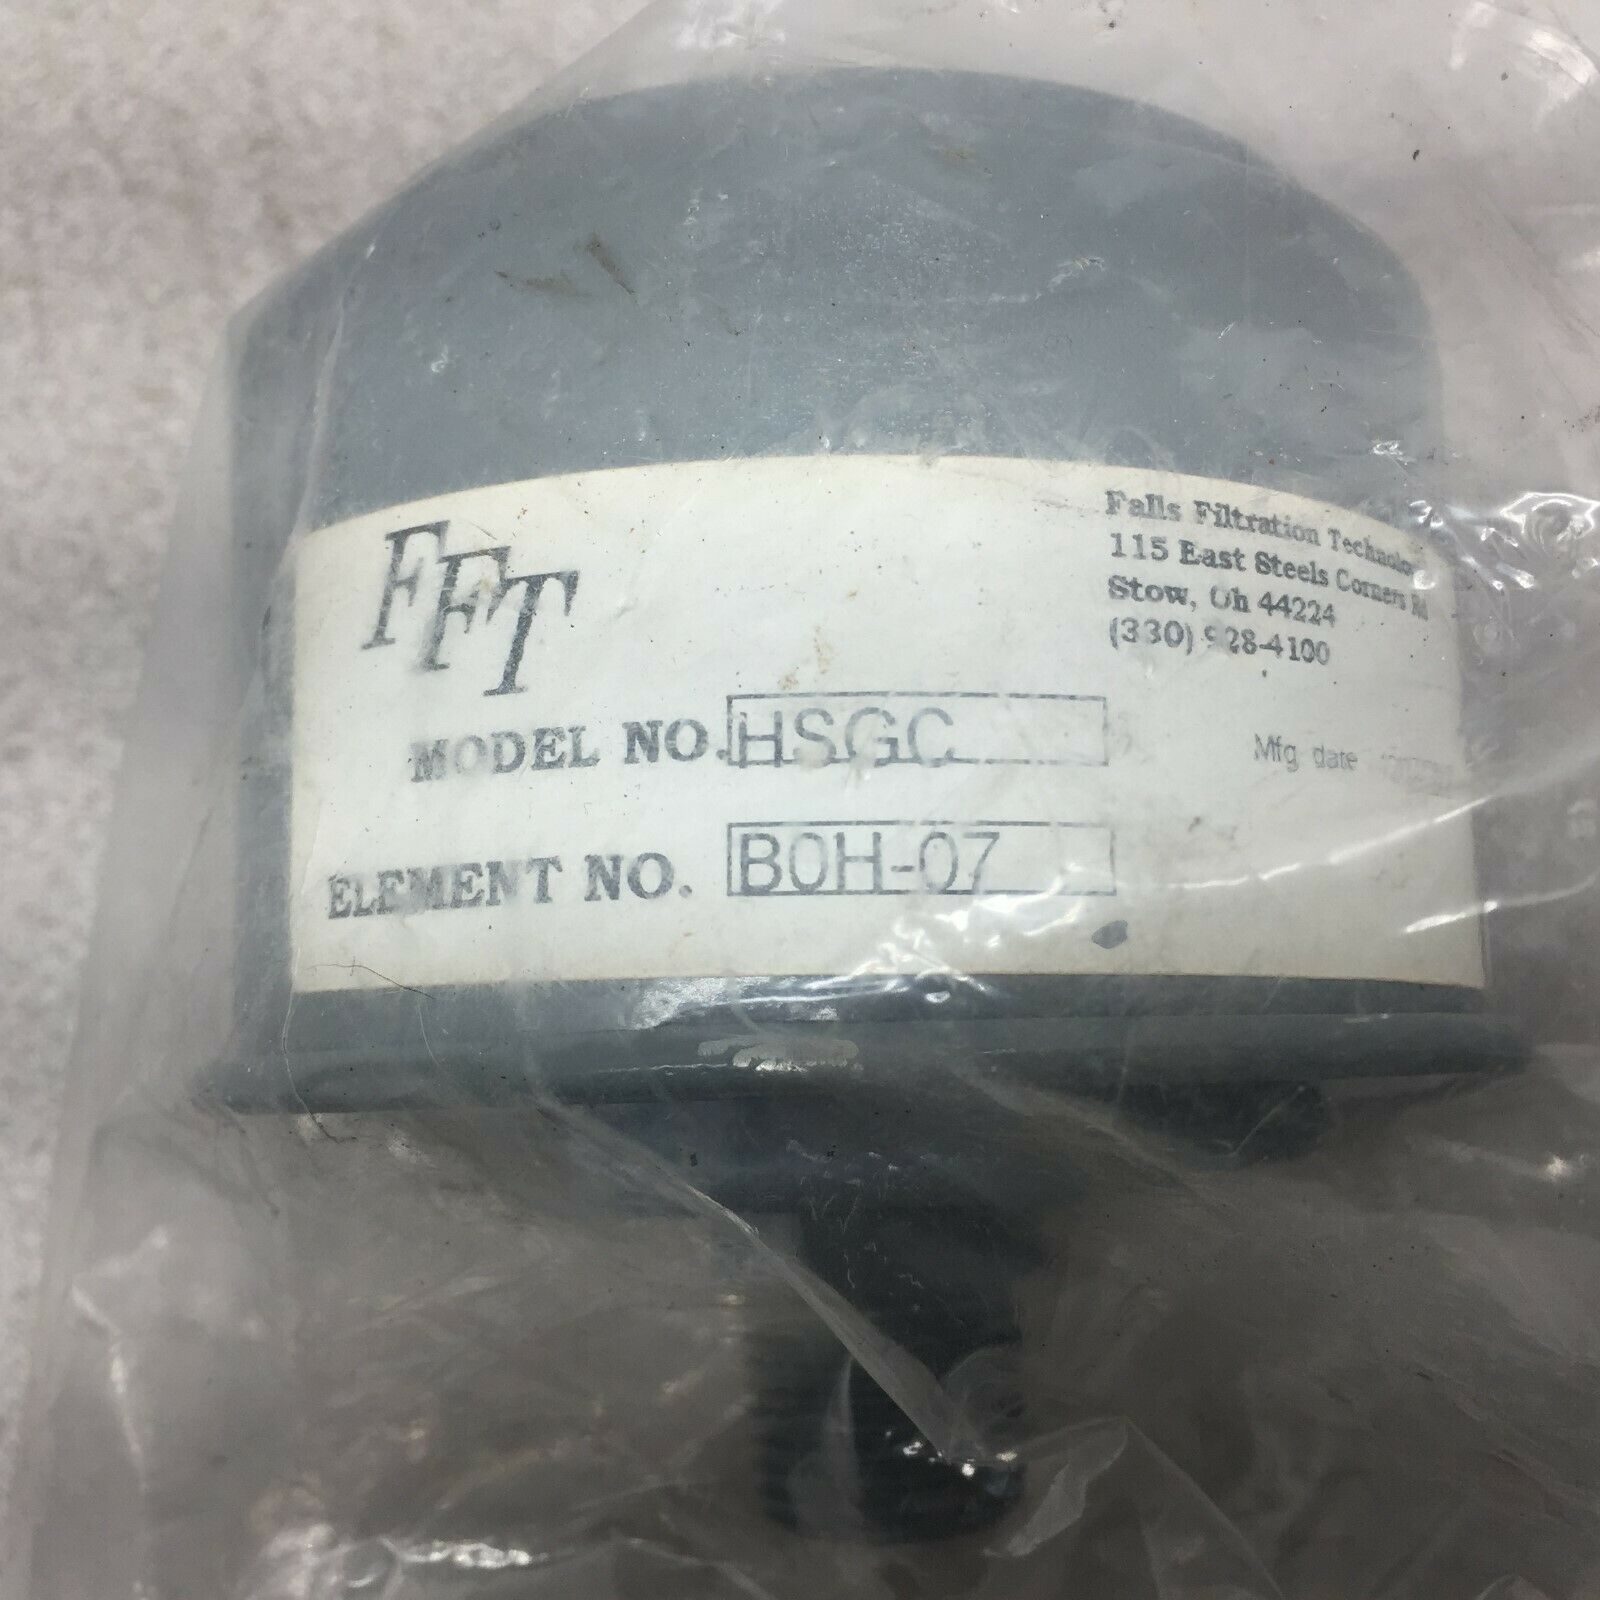 FFT
Falls Filtration
115 East Steels Corners Rd
Stow, Oh 44224
(330) 928-4100
MODEL NO. HSGC
Mfg date
ELEMENT NO. B0H-07